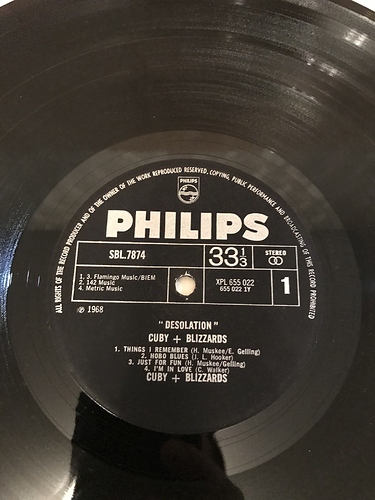 ALL RIGHTS OF THE RECORD PRODUCER AND OF THE OWNER OF THE WORK REPRODUCED RESERVED. COPYING, PUBLIC PERFORMANCE AND BROADCASTING OF THIS RECORD PROHIBITED
PHILIPS
PHILIPS
SBL.7874
33 1/3
STEREO
1, 3. Flamingo Music/BIEM
2. 142 Music
4. Metric Music
XPL 655 022
655 022 1Y
1
℗ 1968
"DESOLATION"
CUBY + BLIZZARDS
1. THINGS I REMEMBER (H. Muskee/E. Gelling)
2. HOBO BLUES (J. L. Hooker)
3. JUST FOR FUN (H. Muskee/Gelling)
4. I'M IN LOVE (C. Walker)
CUBY + BLIZZARDS